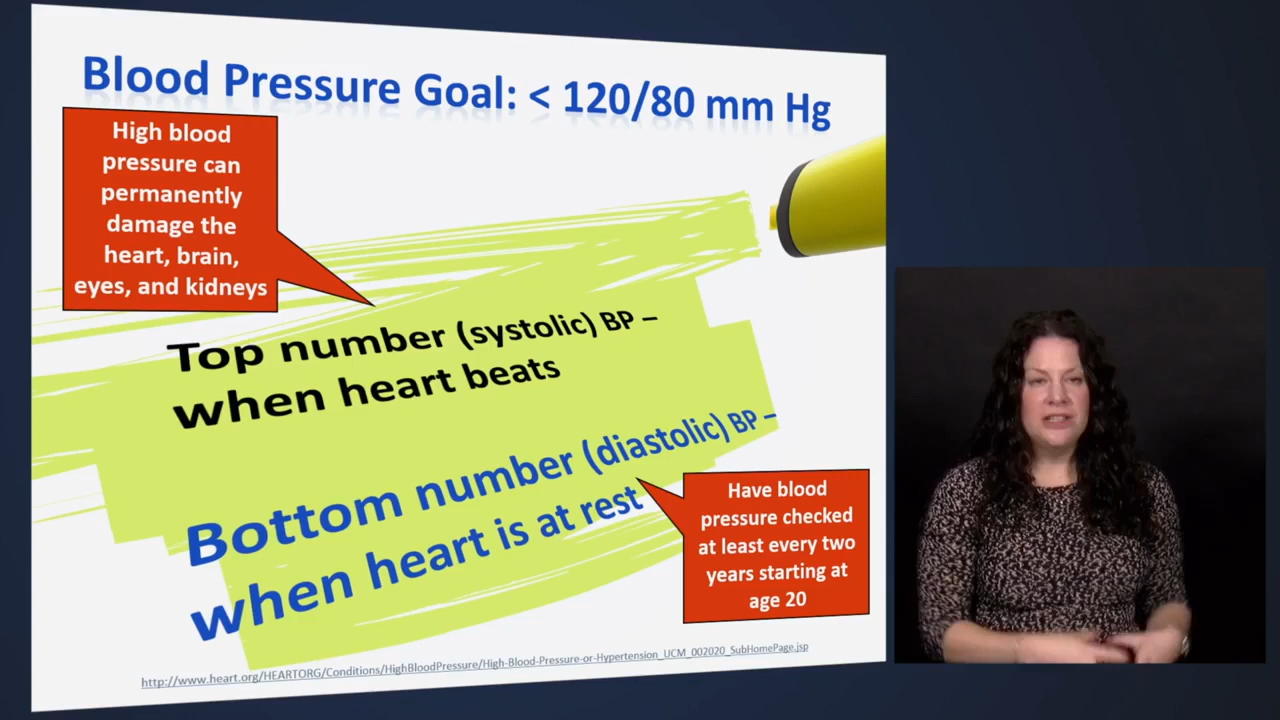 Blood Pressure Goal: < 120/80 mm Hg
High blood
pressure can
permanently
damage the
heart, brain,
eyes, and kidneys
Top number (systolic) BP –
when heart beats
Bottom number (diastolic) BP –
when heart is at rest
Have blood
pressure checked
at least every two
years starting at
age 20
http://www.heart.org/HEARTORG/Conditions/HighBloodPressure/High-Blood-Pressure-or-Hypertension_UCM_002020_SubHomePage.jsp